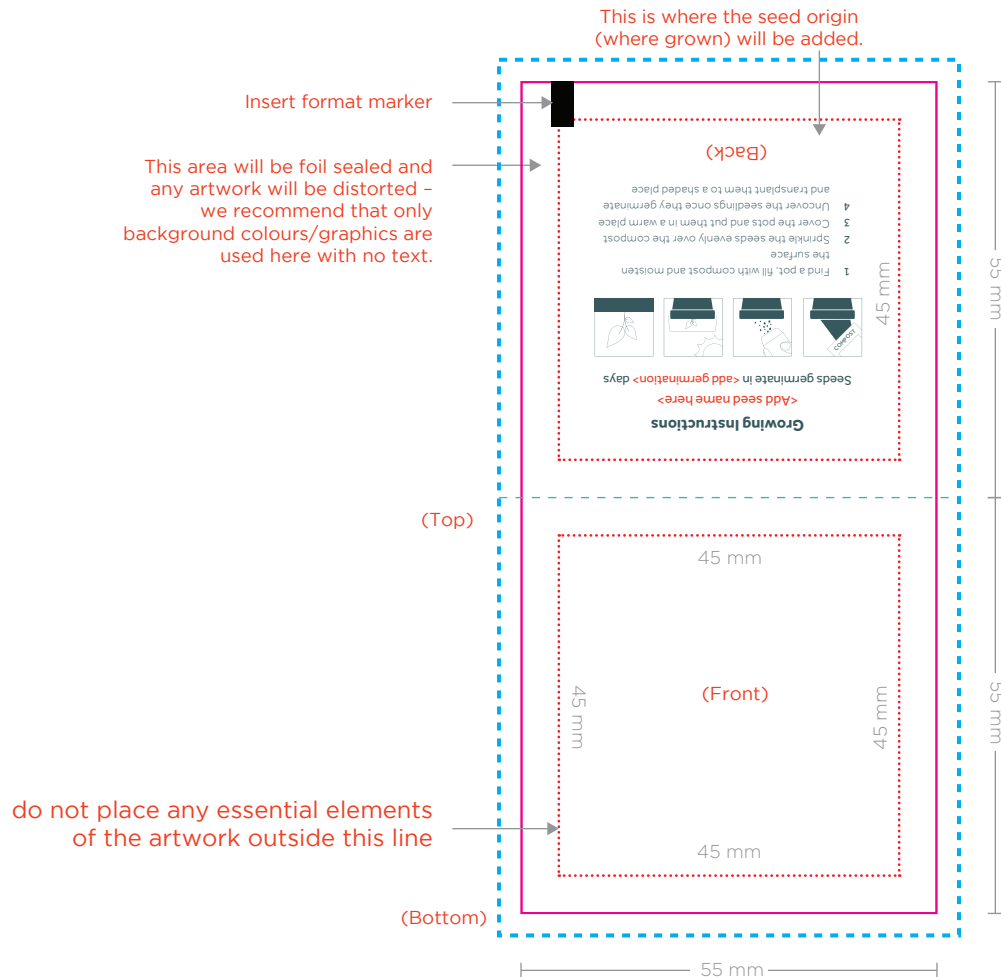 This is where the seed origin
(where grown) will be added.
Insert format marker
This area will be foil sealed and
any artwork will be distorted –
we recommend that only
background colours/graphics are
used here with no text.
(Back)
Growing Instructions
<Add seed name here>
Seeds germinate in <add germination> days
COMPOST
1 Find a pot, fill with compost and moisten
the surface
2 Sprinkle the seeds evenly over the compost
3 Cover the pots and put them in a warm place
4 Uncover the seedlings once they germinate
and transplant them to a shaded place
45 mm
55 mm
(Top)
45 mm
45 mm
(Front)
45 mm
55 mm
do not place any essential elements
of the artwork outside this line
45 mm
(Bottom)
55 mm